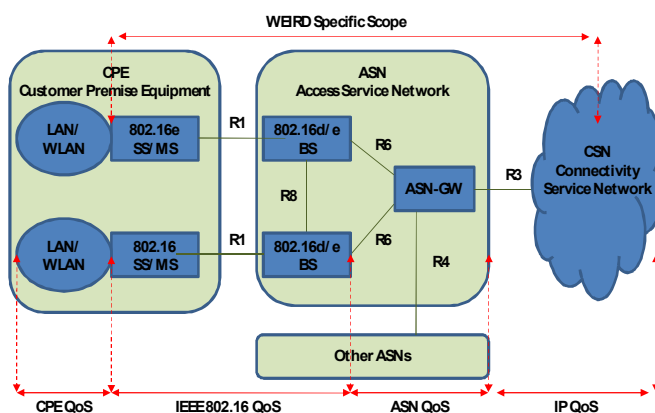 WEIRD Specific Scope
CPE
Customer Premise Equipment
ASN
Access Service Network
LAN/
WLAN
802.16e
SS/MS
R1
802.16d/e
BS
R6
ASN-GW
R3
CSN
Connectivity
Service Network
R8
LAN/
WLAN
802.16
SS/MS
R1
802.16d/e
BS
R6
R4
Other ASNs
CPE QoS
IEEE 802.16 QoS
ASN QoS
IP QoS